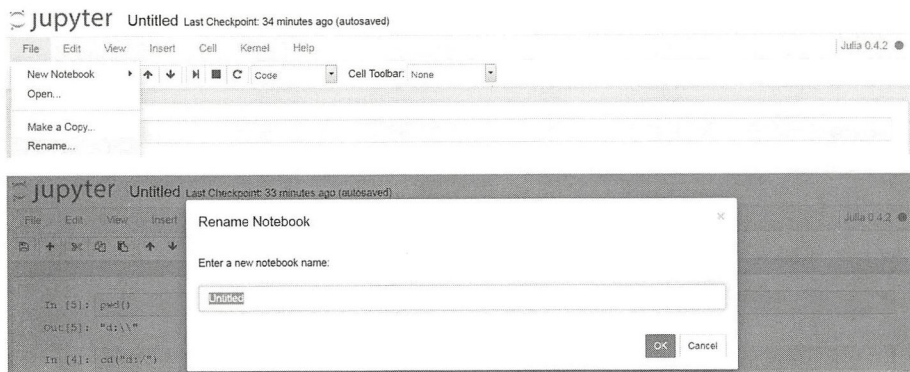 jupyter Untitled Last Checkpoint: 34 minutes ago (autosaved)
File Edit View Insert Cell Kernel Help Julia 0.4.2
New Notebook Code Cell Toolbar: None
Open...
Make a Copy...
Rename...
jupyter Untitled Last Checkpoint: 33 minutes ago (autosaved)
File Edit View Insert Julia 0.4.2
Rename Notebook
Enter a new notebook name:
Untitled
In [5]: pwd()
Out[5]: "d:\\"
OK Cancel
In [4]: cd("d:/")